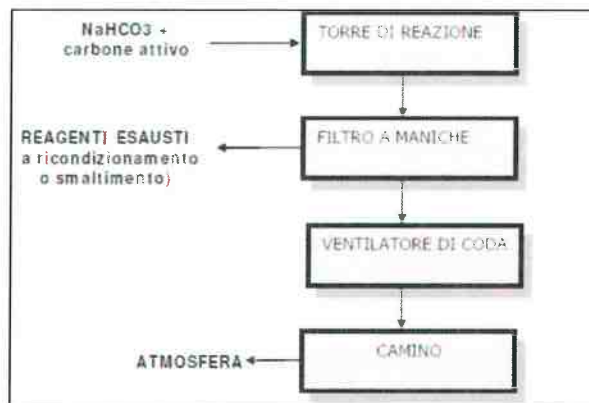 NaHCO3 +
carbone attivo
TORRE DI REAZIONE
REAGENTI ESAUSTI
a ricondizionamento
o smaltimento)
FILTRO A MANICHE
VENTILATORE DI CODA
CAMINO
ATMOSFERA